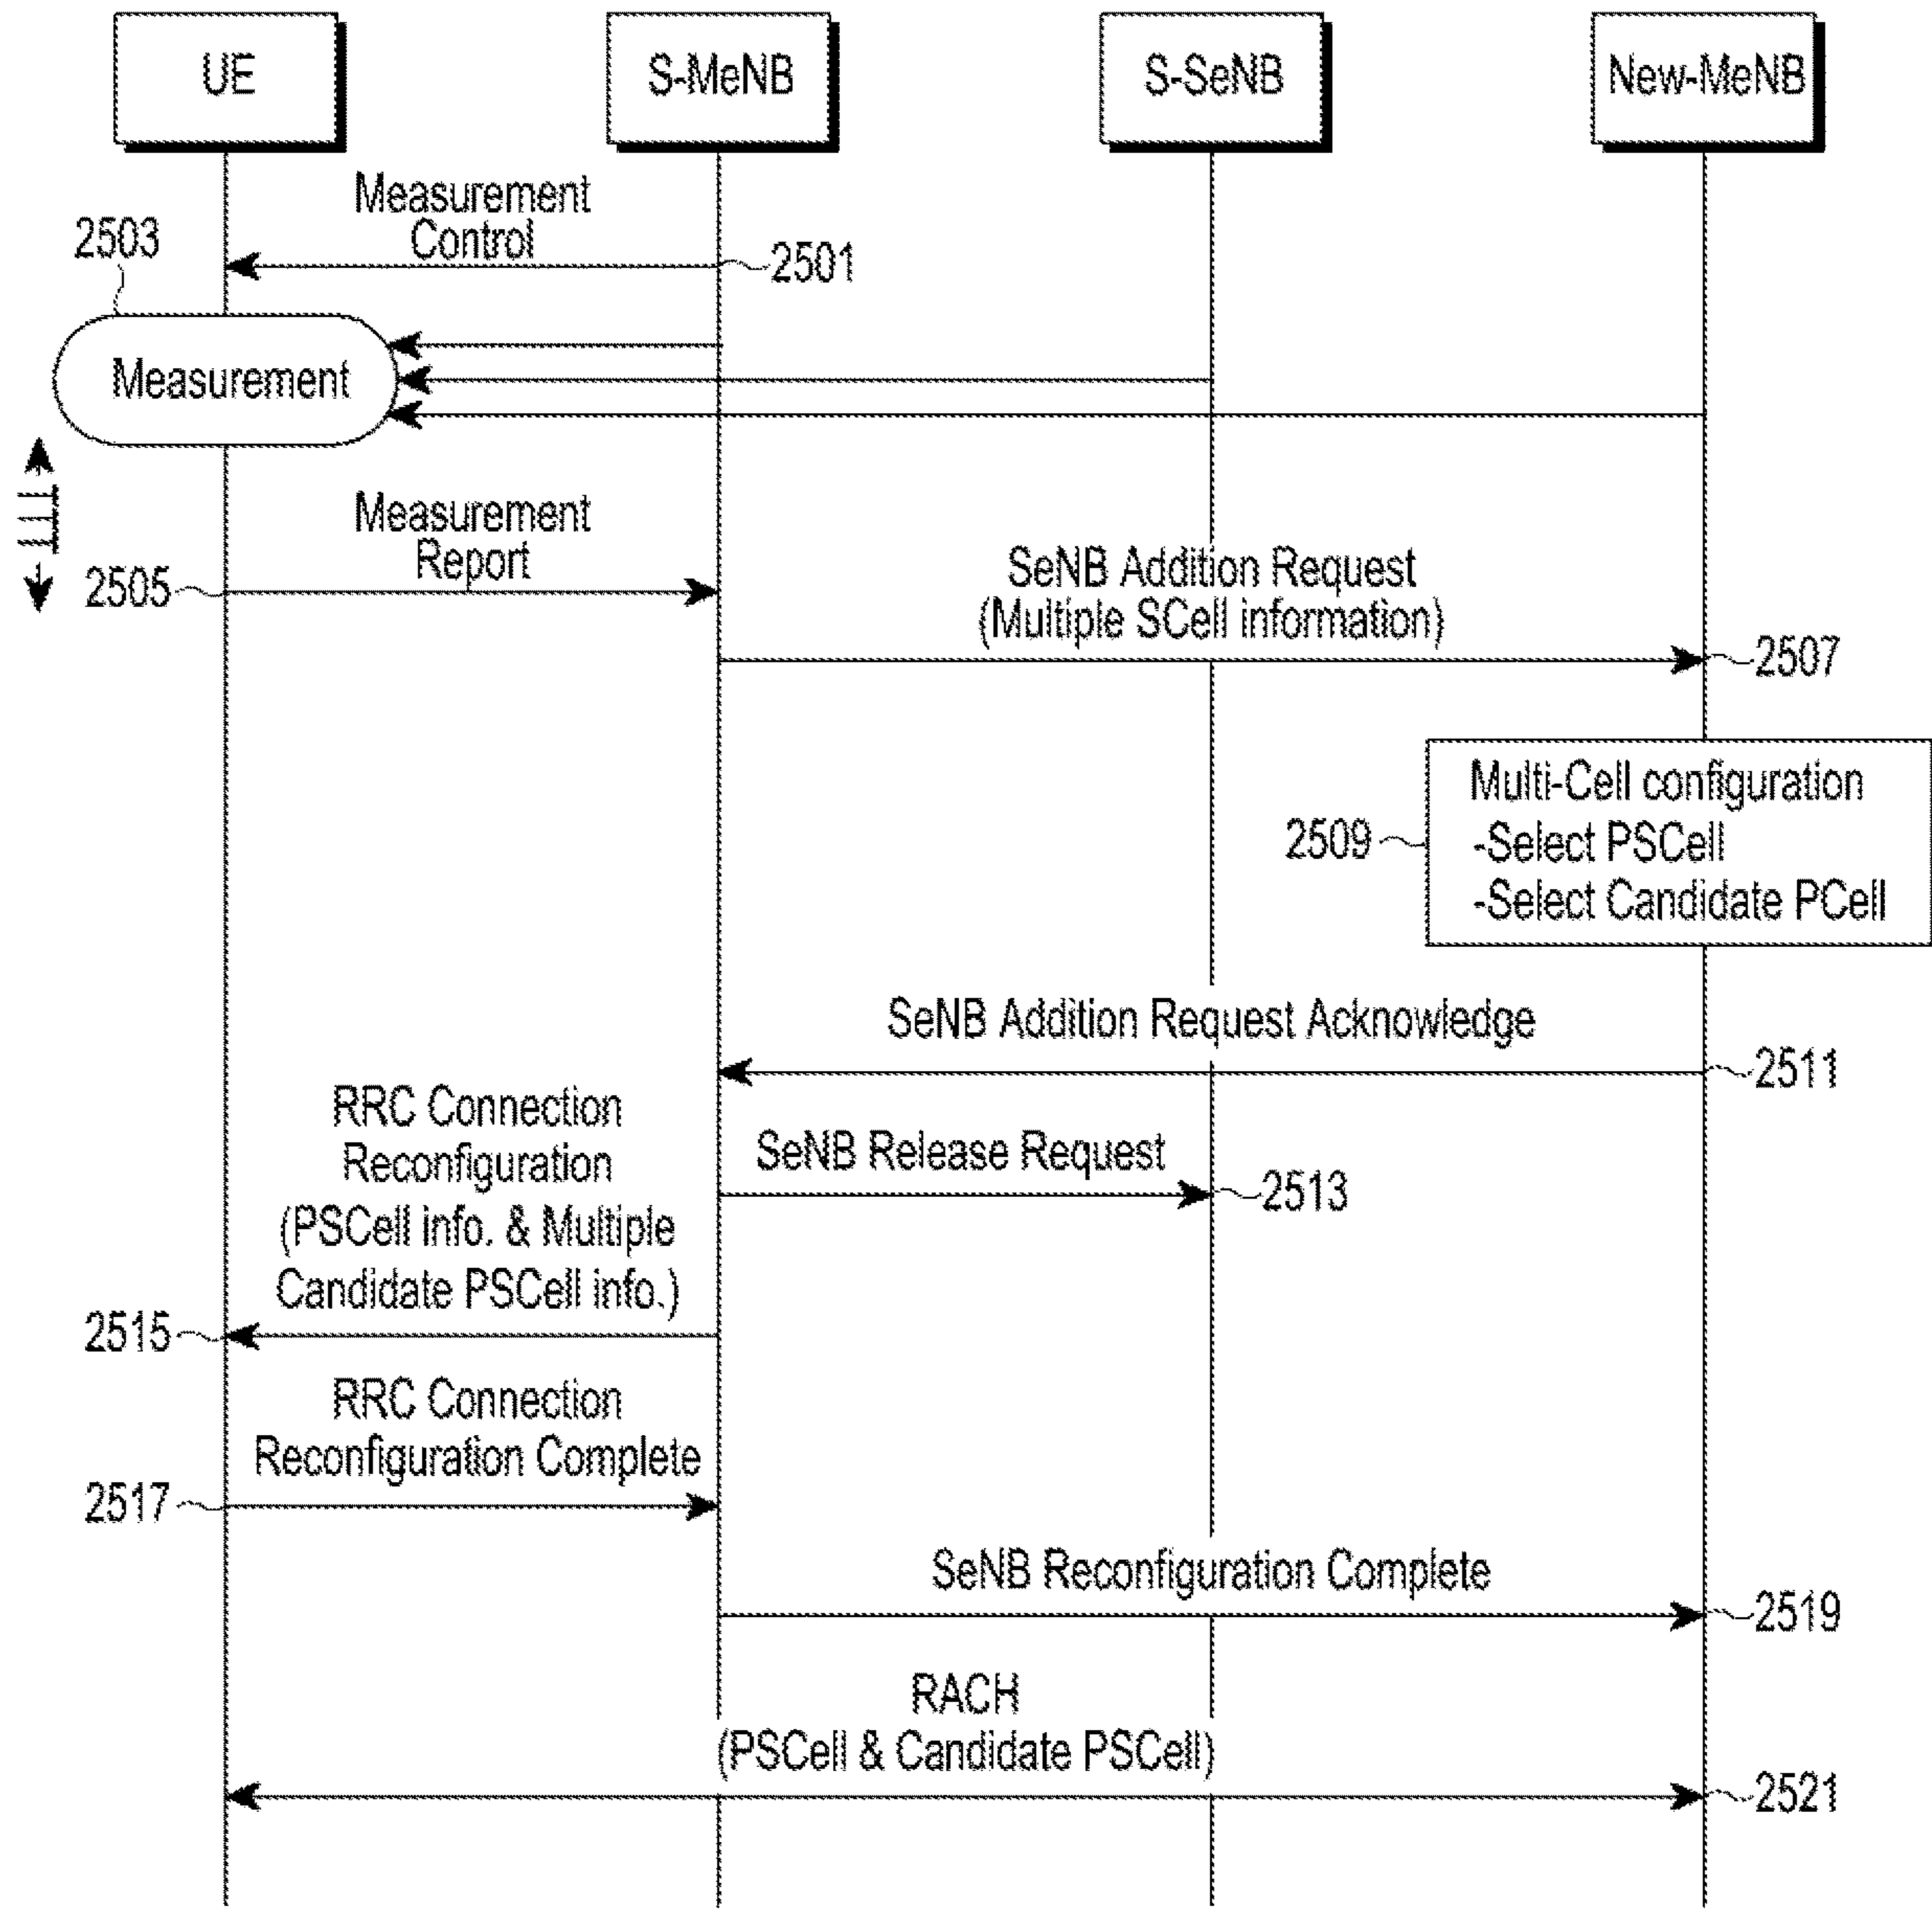 UE
S-MeNB
S-SeNB
New-MeNB
Measurement
Control
2503
2501
Measurement
Measurement
Report
2505
SeNB Addition Request
(Multiple SCell information)
2507
Multi-Cell configuration
-Select PSCell
-Select Candidate PCell
2509
SeNB Addition Request Acknowledge
2511
RRC Connection
Reconfiguration
(PSCell info. & Multiple
Candidate PSCell info.)
2515
SeNB Release Request
2513
RRC Connection
Reconfiguration Complete
2517
SeNB Reconfiguration Complete
2519
RACH
(PSCell & Candidate PSCell)
2521